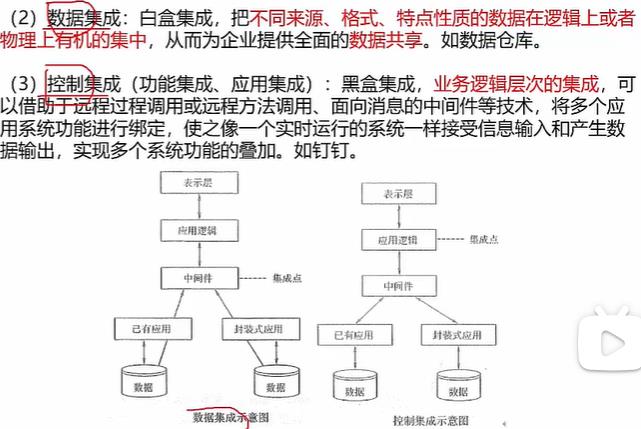 （2）数据集成：白盒集成，把不同来源、格式、特点性质的数据在逻辑上或者
物理上有机的集中，从而为企业提供全面的数据共享。如数据仓库。
（3）控制集成（功能集成、应用集成）：黑盒集成，业务逻辑层次的集成，可
以借助于远程过程调用或远程方法调用、面向消息的中间件等技术，将多个应
用系统功能进行绑定，使之像一个实时运行的系统一样接受信息输入和产生数
据输出，实现多个系统功能的叠加。如钉钉。
表示层
应用逻辑
中间件
集成点
已有应用
封装式应用
数据
数据
数据集成示意图
表示层
应用逻辑
集成点
中间件
已有应用
封装式应用
数据
数据
控制集成示意图